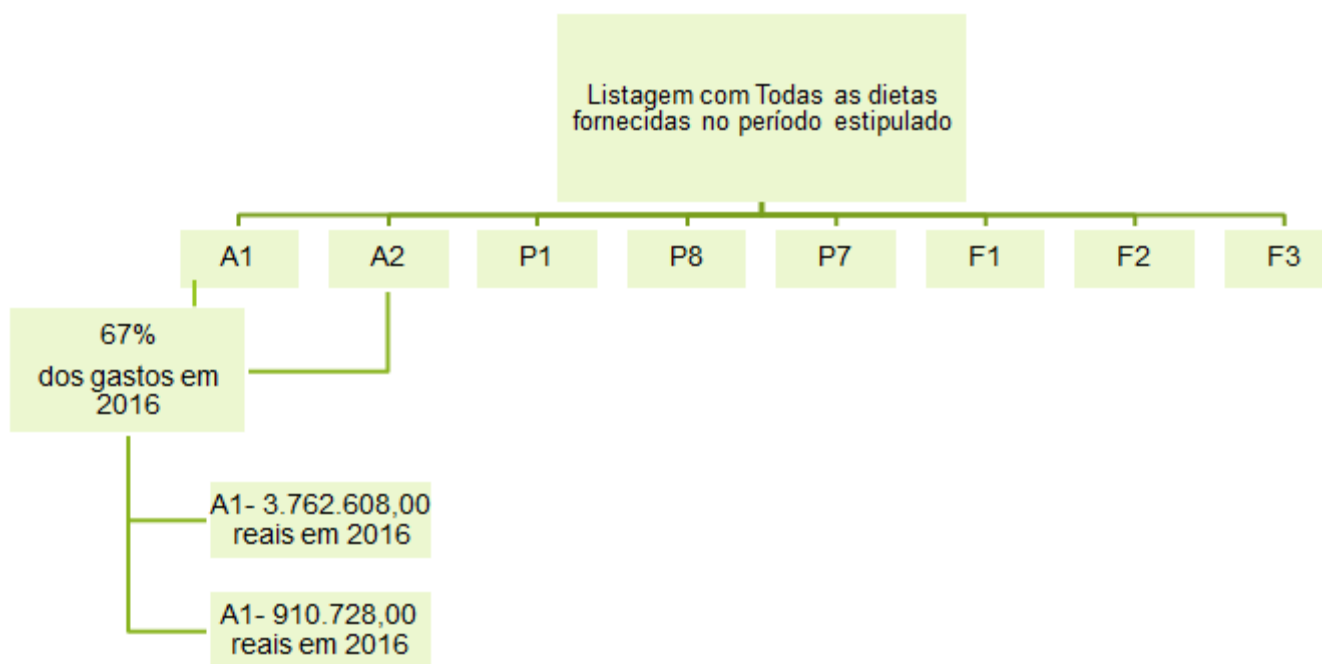 Listagem com Todas as dietas
fornecidas no período estipulado
A1
A2
P1
P8
P7
F1
F2
F3
67%
dos gastos em
2016
A1- 3.762.608,00
reais em 2016
A1- 910.728,00
reais em 2016